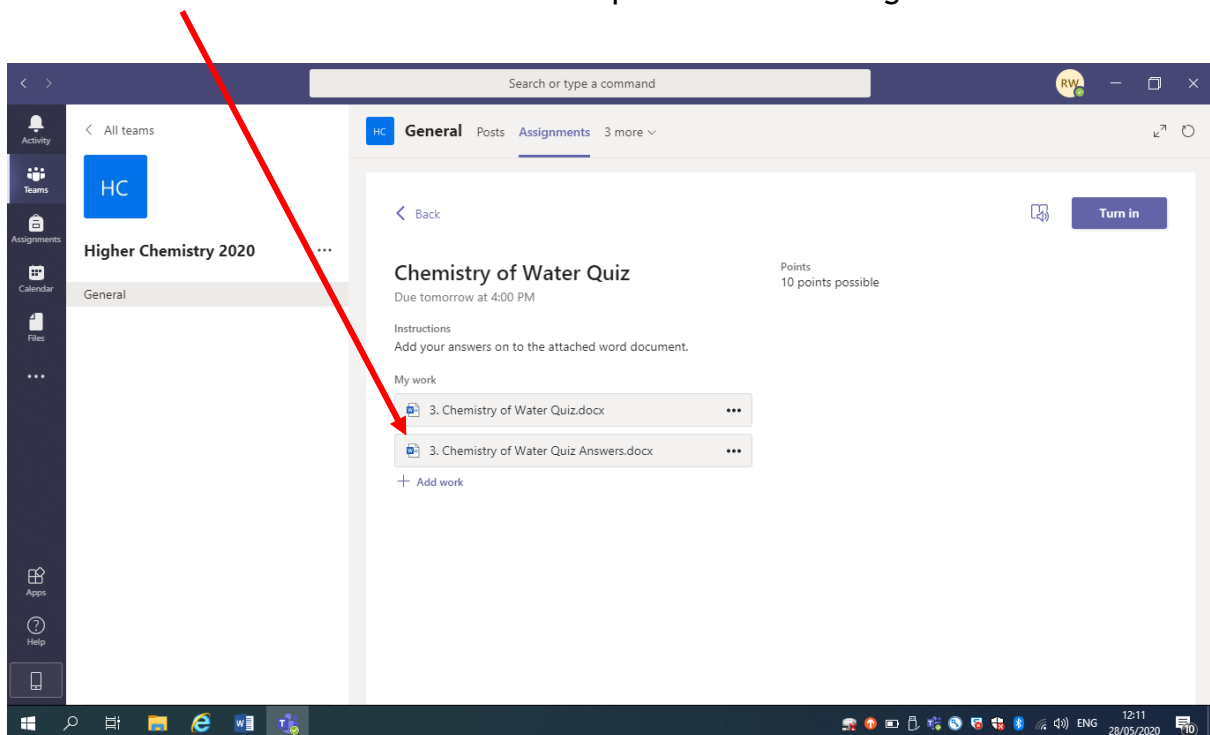 Search or type a command
RW
Activity
Teams
Assignments
Calendar
Files
Apps
Help
All teams
HC
Higher Chemistry 2020
General
HC General Posts Assignments 3 more
Back
Turn in
Chemistry of Water Quiz
Due tomorrow at 4:00 PM
Points
10 points possible
Instructions
Add your answers on to the attached word document.
My work
3. Chemistry of Water Quiz.docx
3. Chemistry of Water Quiz Answers.docx
+ Add work
ENG
12:11
28/05/2020
10